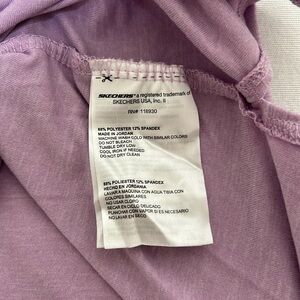 SKECHERS® a registered trademark of
SKECHERS USA, Inc. II
RN# 118930
88% POLYESTER 12% SPANDEX
MADE IN JORDAN
MACHINE WASH COLD WITH SIMILAR COLORS
DO NOT BLEACH
TUMBLE DRY LOW
COOL IRON IF NEEDED
DO NOT DRY CLEAN
88% POLIESTER 12% SPANDEX
HECHO EN JORDANIA
LAVAR A MAQUINA CON AGUA TIBIA CON
COLORES SIMILARES
NO USAR CLORO
SECAR EN CICLO DELICADO
PLANCHAR CON VAPOR SI ES NECESARIO
NO LAVAR EN SECO